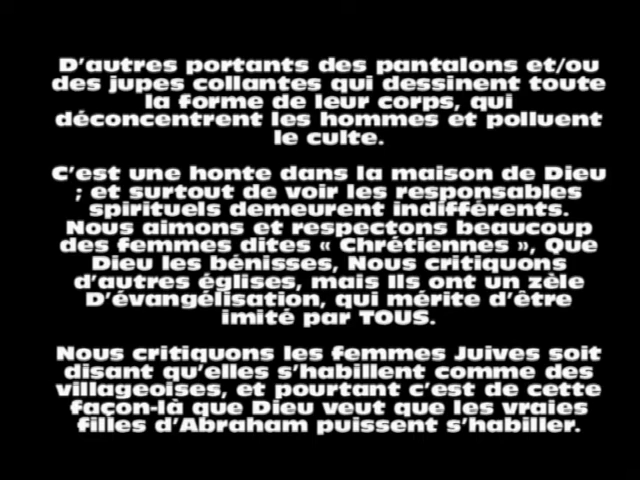 D'autres portants des pantalons et/ou
des jupes collantes qui dessinent toute
la forme de leur corps, qui
déconcentrent les hommes et polluent
le culte.
C'est une honte dans la maison de Dieu
; et surtout de voir les responsables
spirituels demeurent indifférents.
Nous aimons et respectons beaucoup
des femmes dites « Chrétiennes », Que
Dieu les bénisses, Nous critiquons
d'autres églises, mais Ils ont un zèle
D'évangélisation, qui mérite d'être
imité par TOUS.
Nous critiquons les femmes Juives soit
disant qu'elles s'habillent comme des
villageoises, et pourtant c'est de cette
façon-là que Dieu veut que les vraies
filles d'Abraham puissent s'habiller.